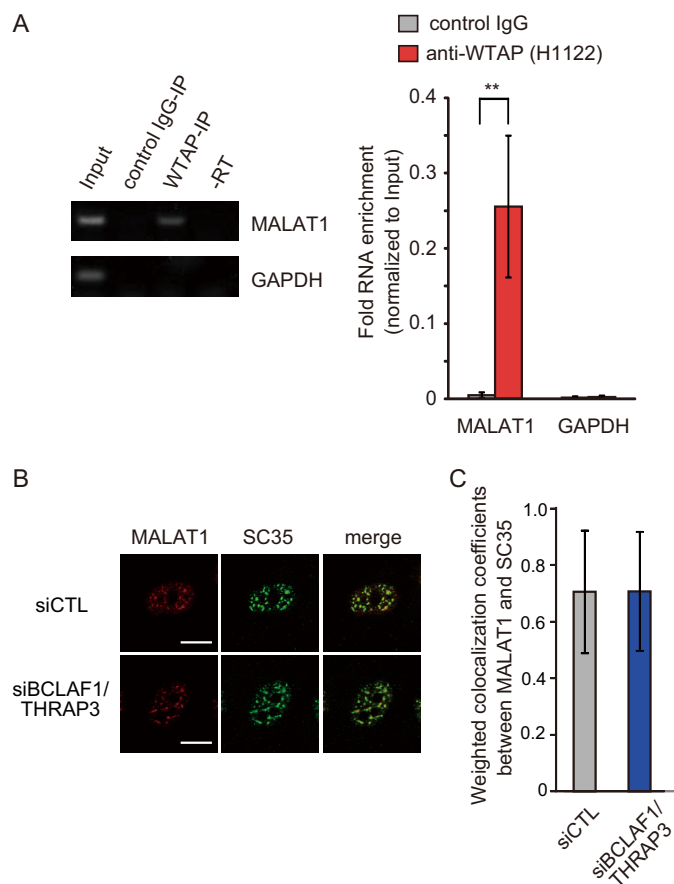 A
control IgG
anti-WTAP (H1122)
Input
control IgG-IP
WTAP-IP
-RT
MALAT1
GAPDH
Fold RNA enrichment
(normalized to Input)
0.4
0.3
0.2
0.1
0
**
MALAT1
GAPDH
B
MALAT1
SC35
merge
siCTL
siBCLAF1/
THRAP3
C
Weighted colocalization coefficients
between MALAT1 and SC35
1.0
0.8
0.6
0.4
0.2
0
siCTL
siBCLAF1/
THRAP3